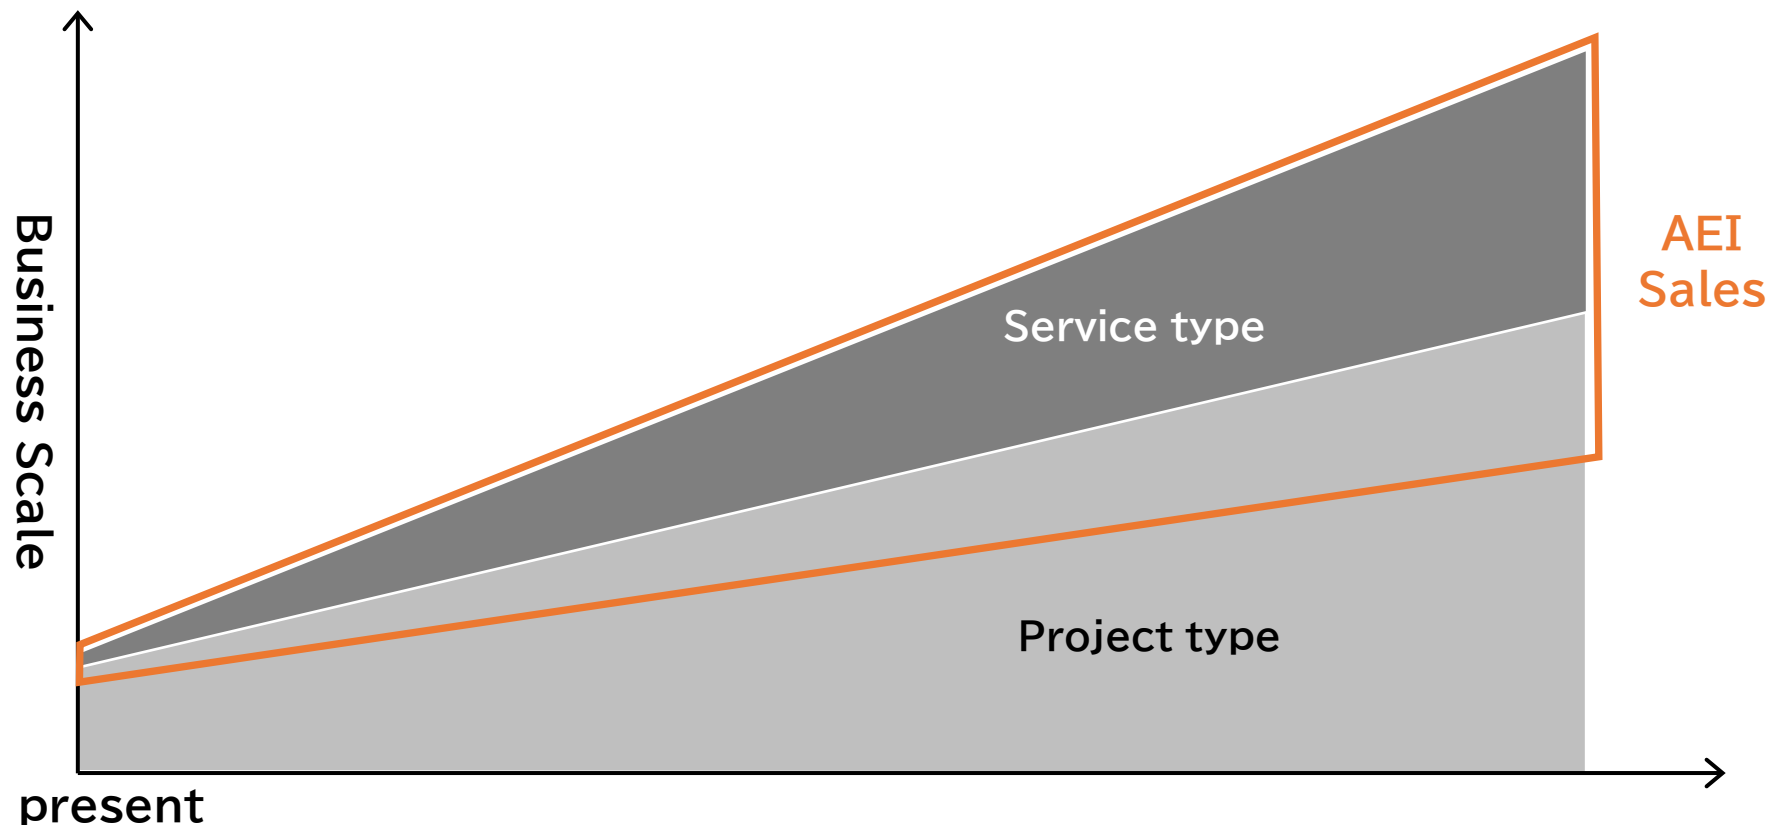 Business Scale
AEI
Sales
Service type
Project type
present